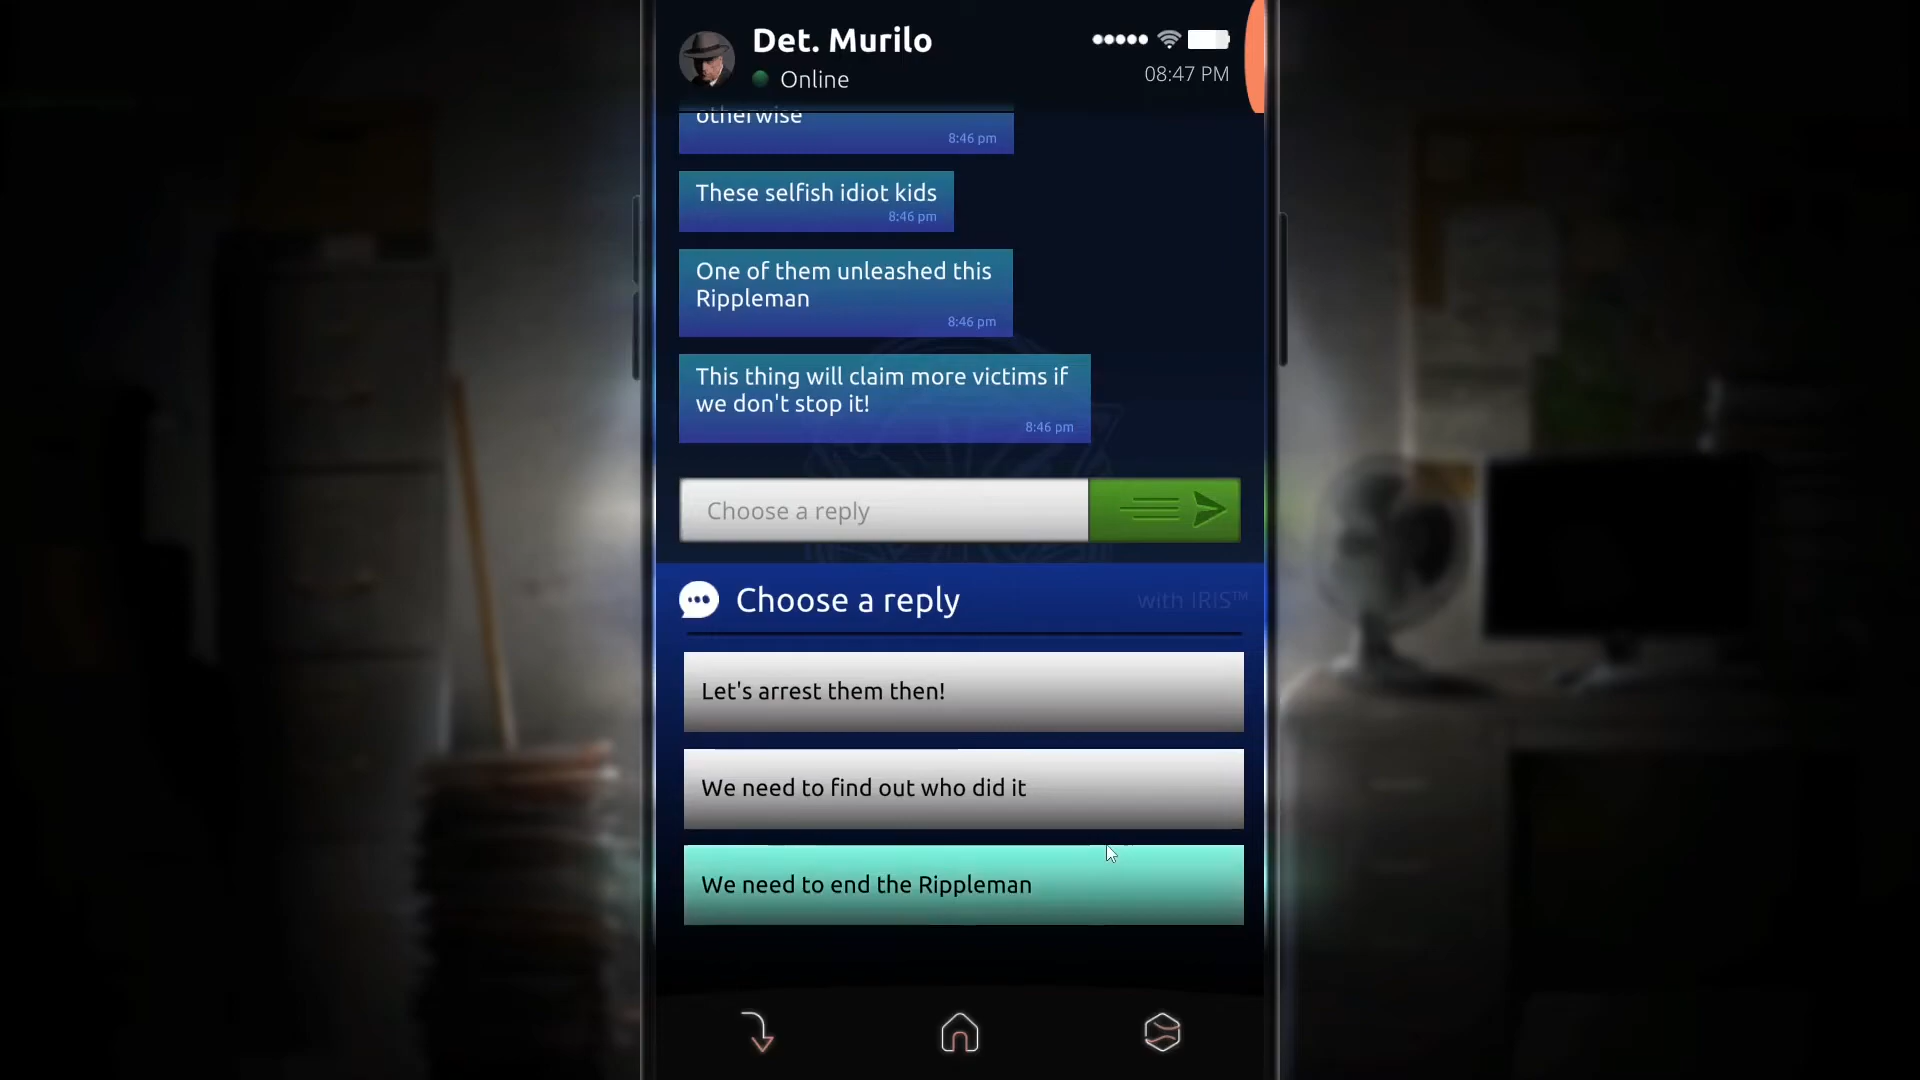 Det. Murilo
Online
08:47 PM
otherwise
8:46 pm
These selfish idiot kids
8:46 pm
One of them unleashed this
Rippleman
8:46 pm
This thing will claim more victims if
we don't stop it!
8:46 pm
Choose a reply
Choose a reply
with IRIS™
Let's arrest them then!
We need to find out who did it
We need to end the Rippleman